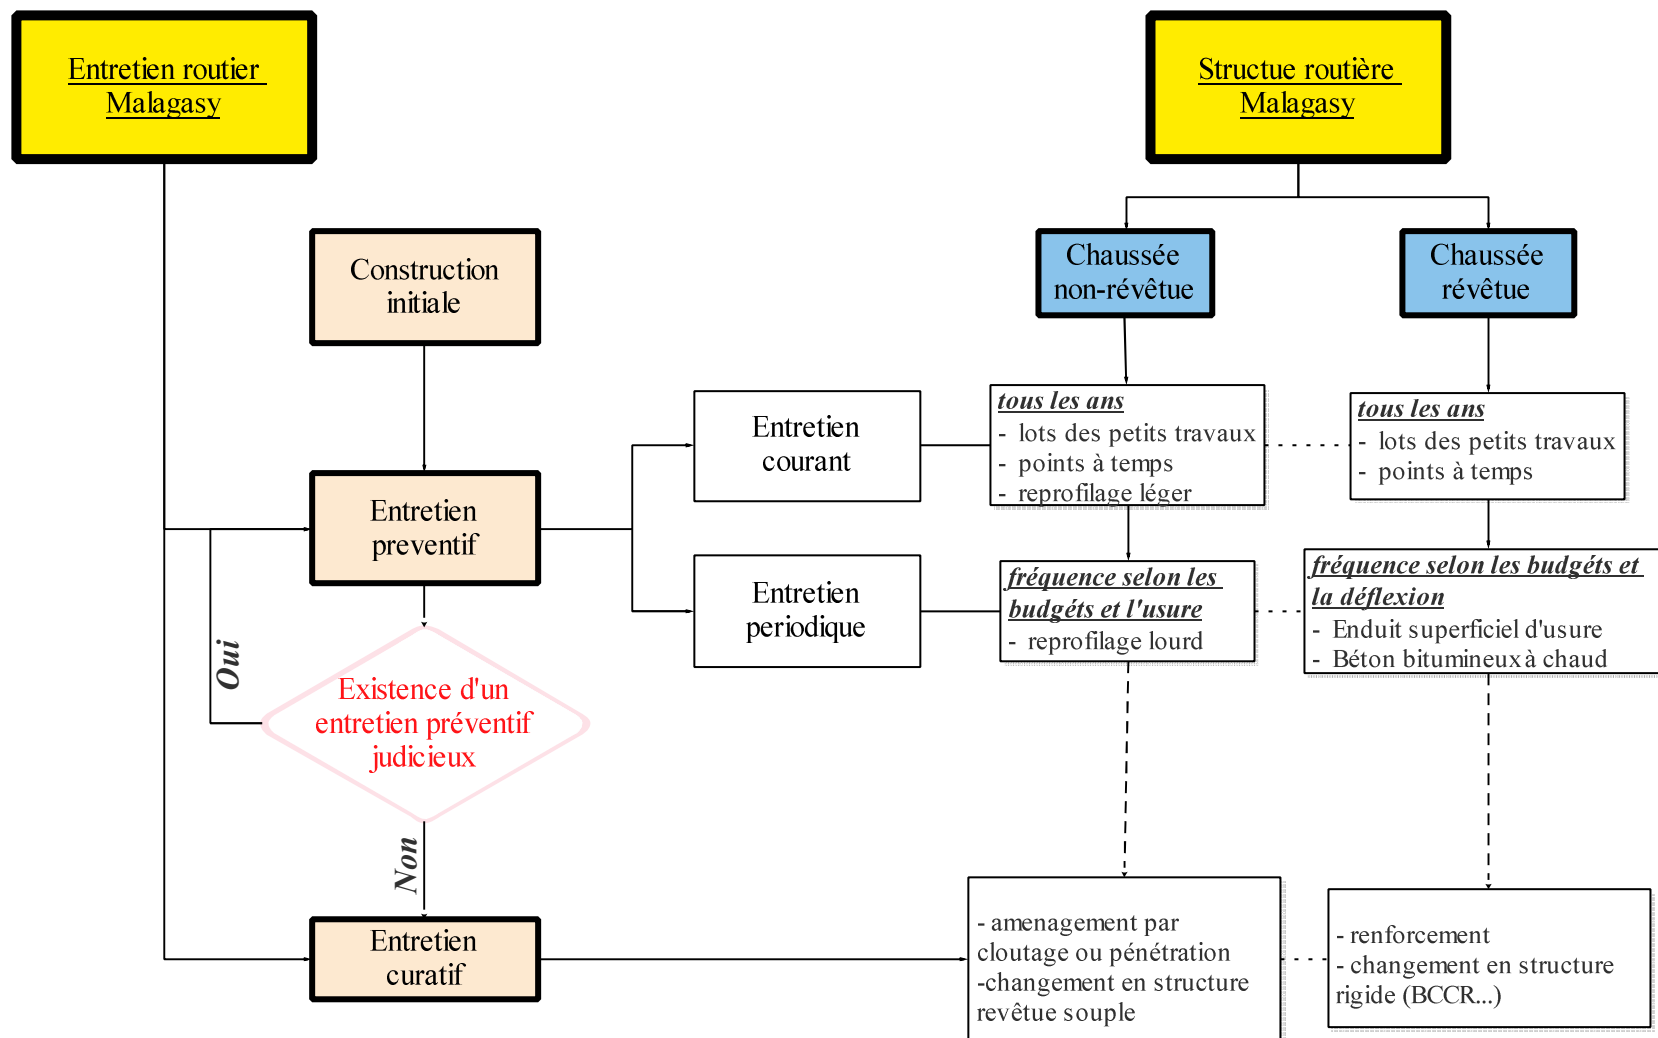 Entretien routier
Malagasy
Structue routière
Malagasy
Construction
initiale
Chaussée
non-révêtue
Chaussée
révêtue
Entretien
courant
tous les ans
- lots des petits travaux
- points à temps
- reprofilage léger
tous les ans
- lots des petits travaux
- points à temps
Entretien
preventif
Entretien
periodique
fréquence selon les
budgéts et l'usure
- reprofilage lourd
fréquence selon les budgéts et
la déflexion
- Enduit superficiel d'usure
- Béton bitumineux à chaud
Oui
Existence d'un
entretien préventif
judicieux
Non
Entretien
curatif
- amenagement par
cloutage ou pénétration
-changement en structure
revêtue souple
- renforcement
- changement en structure
rigide (BCCR...)